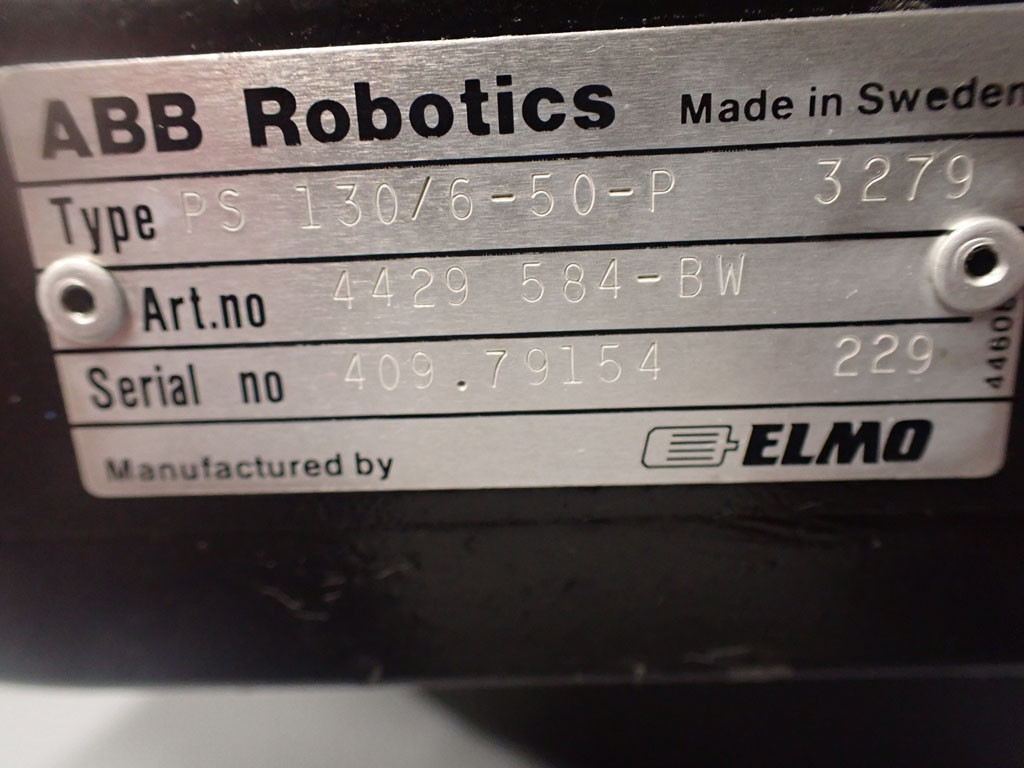 ABB Robotics Made in Sweden
Type PS 130/6-50-P 3279
Art.no 4429 584-BW
Serial no 409.79154 229
Manufactured by ELMO